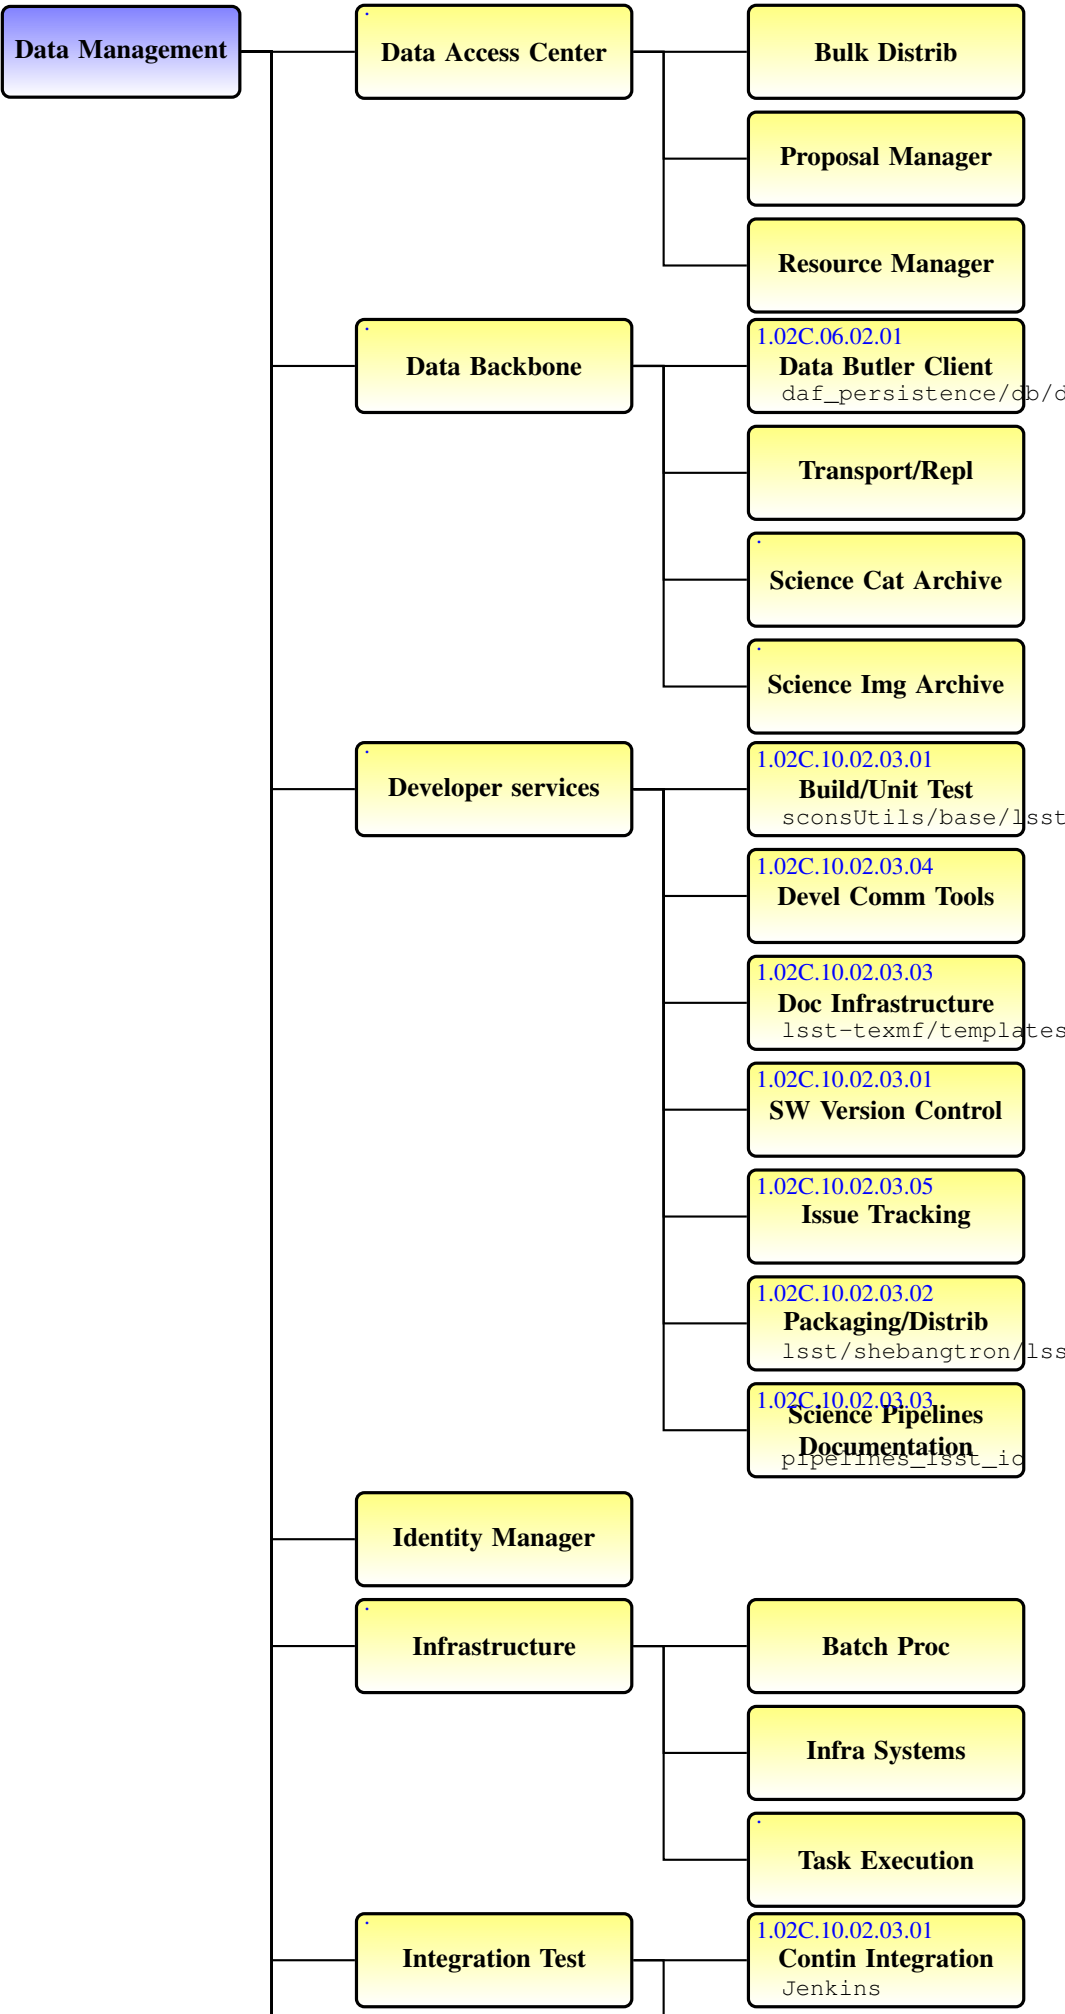 Data Management
Data Access Center
Bulk Distrib
Proposal Manager
Resource Manager
Data Backbone
1.02C.06.02.01
Data Butler Client
daf_persistence/db/d
Transport/Repl
Science Cat Archive
Science Img Archive
Developer services
1.02C.10.02.03.01
Build/Unit Test
sconsUtils/base/lsst
1.02C.10.02.03.04
Devel Comm Tools
1.02C.10.02.03.03
Doc Infrastructure
lsst-texmf/templates
1.02C.10.02.03.01
SW Version Control
1.02C.10.02.03.05
Issue Tracking
1.02C.10.02.03.02
Packaging/Distrib
lsst/shebangtron/lss
1.02C.10.02.03.03
Science Pipelines
Documentation
pipelines_lsst_io
Identity Manager
Infrastructure
Batch Proc
Infra Systems
Task Execution
Integration Test
1.02C.10.02.03.01
Contin Integration
Jenkins